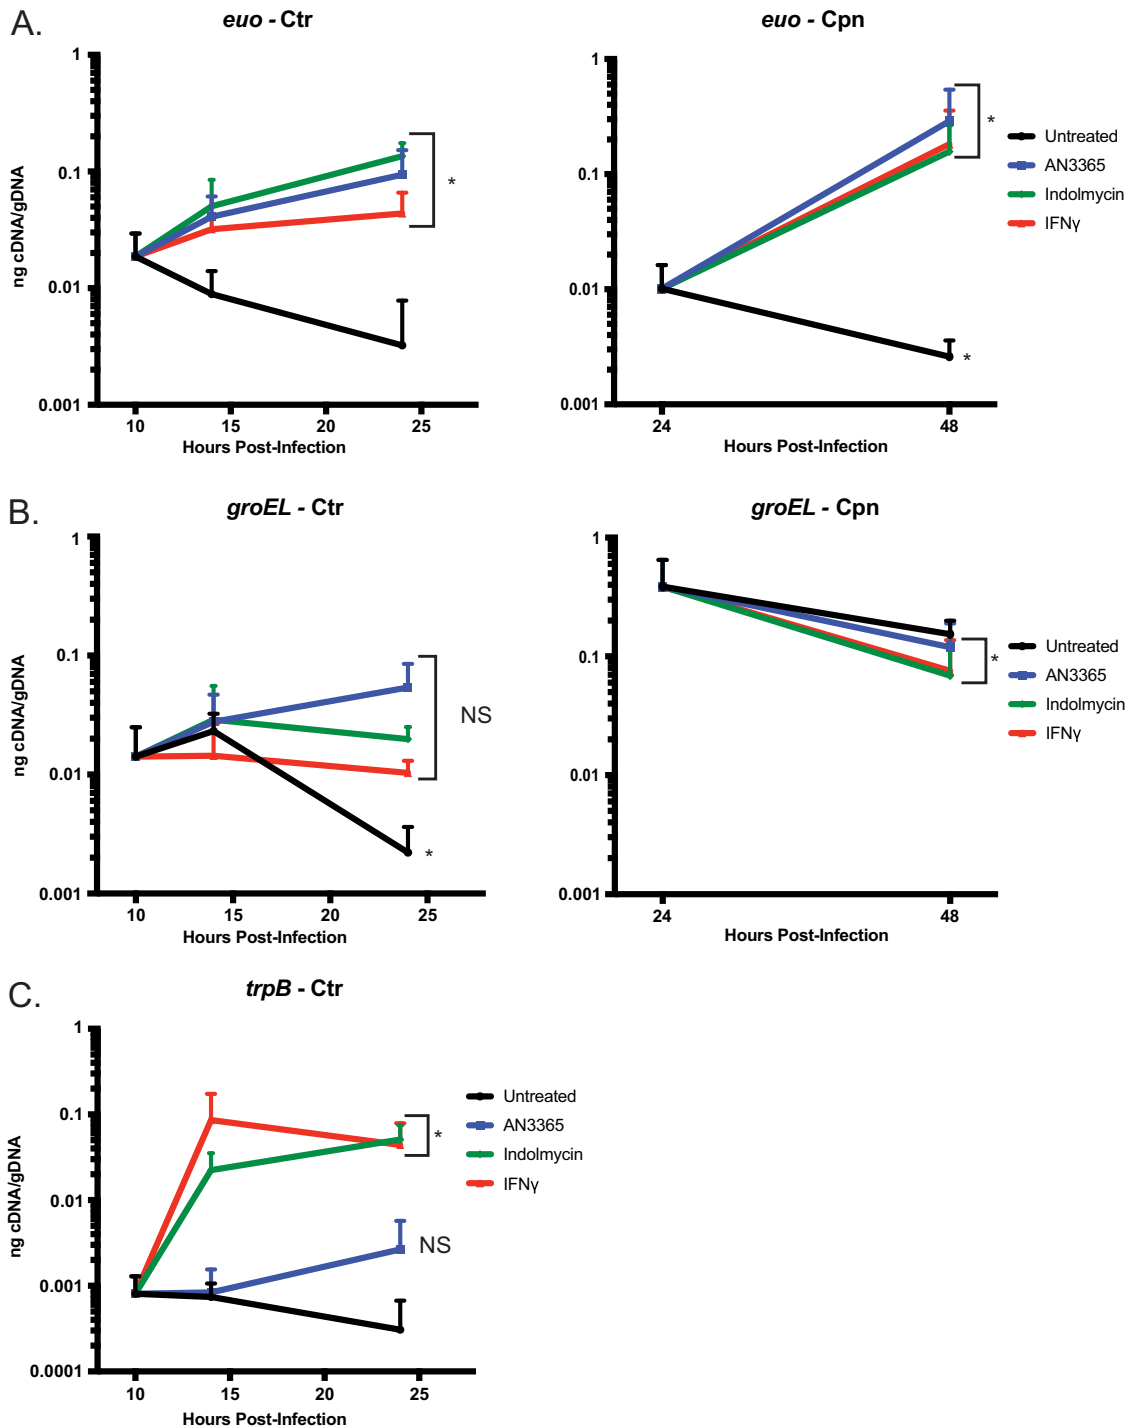 A.
euo - Ctr
euo - Cpn
1
0.1
0.01
0.001
ng cDNA/gDNA
*
10 15 20 25
Hours Post-Infection
1
0.1
0.01
0.001
*
*
24 48
Hours Post-Infection
Untreated
AN3365
Indolmycin
IFNγ
B.
groEL - Ctr
groEL - Cpn
1
0.1
0.01
0.001
ng cDNA/gDNA
NS
*
10 15 20 25
Hours Post-Infection
1
0.1
0.01
0.001
*
24 48
Hours Post-Infection
Untreated
AN3365
Indolmycin
IFNγ
C.
trpB - Ctr
1
0.1
0.01
0.001
0.0001
ng cDNA/gDNA
*
NS
10 15 20 25
Hours Post-Infection
Untreated
AN3365
Indolmycin
IFNγ